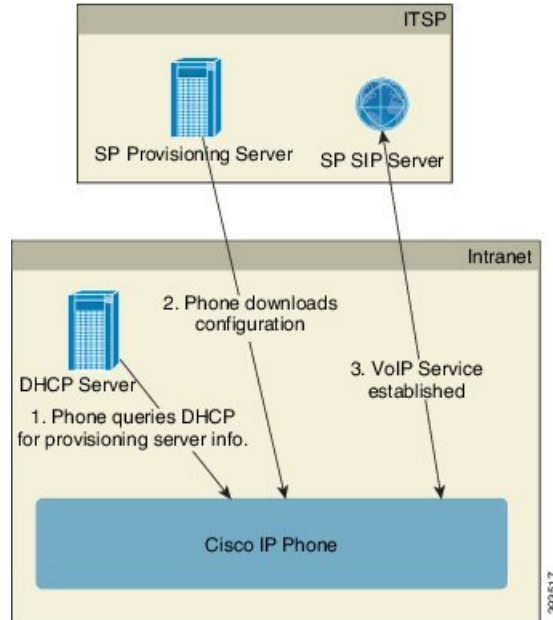 ITSP
SP Provisioning Server
SP SIP Server
Intranet
2. Phone downloads
configuration
DHCP Server
3. VoIP Service
established
1. Phone queries DHCP
for provisioning server info.
Cisco IP Phone
293517